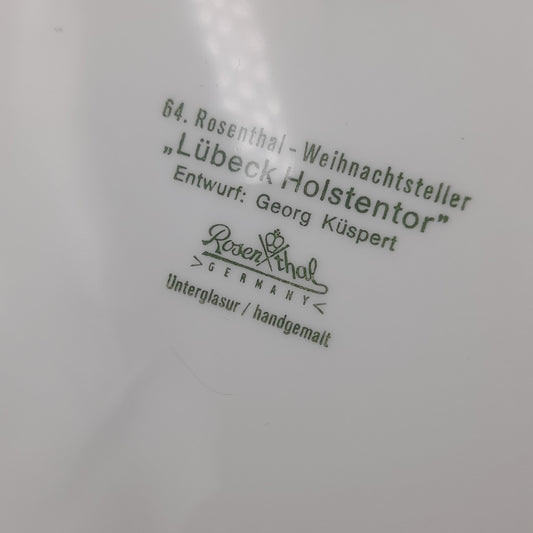 64. Rosenthal - Weihnachtsteller
„Lübeck Holstentor”
Entwurf: Georg Küspert
Rosenthal
>GERMANY<
Unterglasur / handgemalt